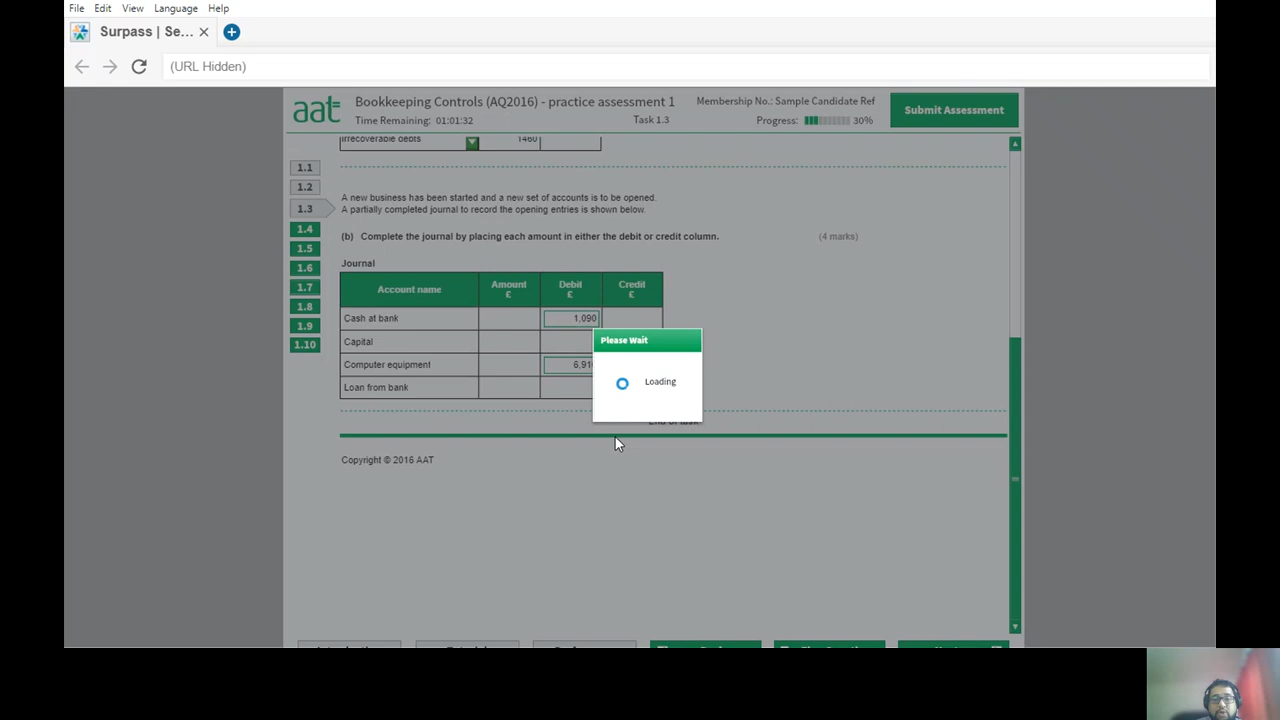 File Edit View Language Help
Surpass | Se...
(URL Hidden)
aat
Bookkeeping Controls (AQ2016) - practice assessment 1
Membership No.: Sample Candidate Ref
Submit Assessment
Time Remaining: 01:01:32
Task 1.3
Progress: 30%
Irrecoverable debts 1460
1.1
1.2
1.3
1.4
1.5
1.6
1.7
1.8
1.9
1.10
A new business has been started and a new set of accounts is to be opened.
A partially completed journal to record the opening entries is shown below.
(b) Complete the journal by placing each amount in either the debit or credit column. (4 marks)
Journal
Account name Amount £ Debit £ Credit £
Cash at bank 1,090
Capital
Computer equipment 6,91
Loan from bank
Please Wait
Loading
End of task
Copyright © 2016 AAT